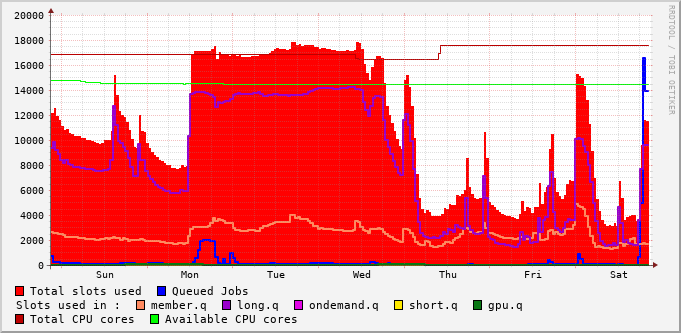 20000
18000
16000
14000
12000
10000
8000
6000
4000
2000
0
Sun Mon Tue Wed Thu Fri Sat
RRDTOOL / TOBI OETIKER
Total slots used Queued Jobs
Slots used in : member.q long.q ondemand.q short.q gpu.q
Total CPU cores Available CPU cores